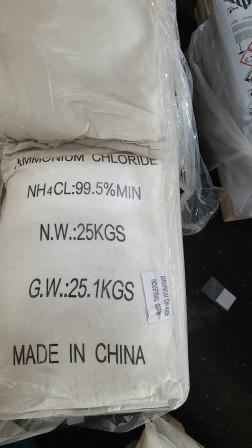 AMMONIUM CHLORIDE
NH4CL:99.5%MIN
N.W.:25KGS
G.W.:25.1KGS
MADE IN CHINA